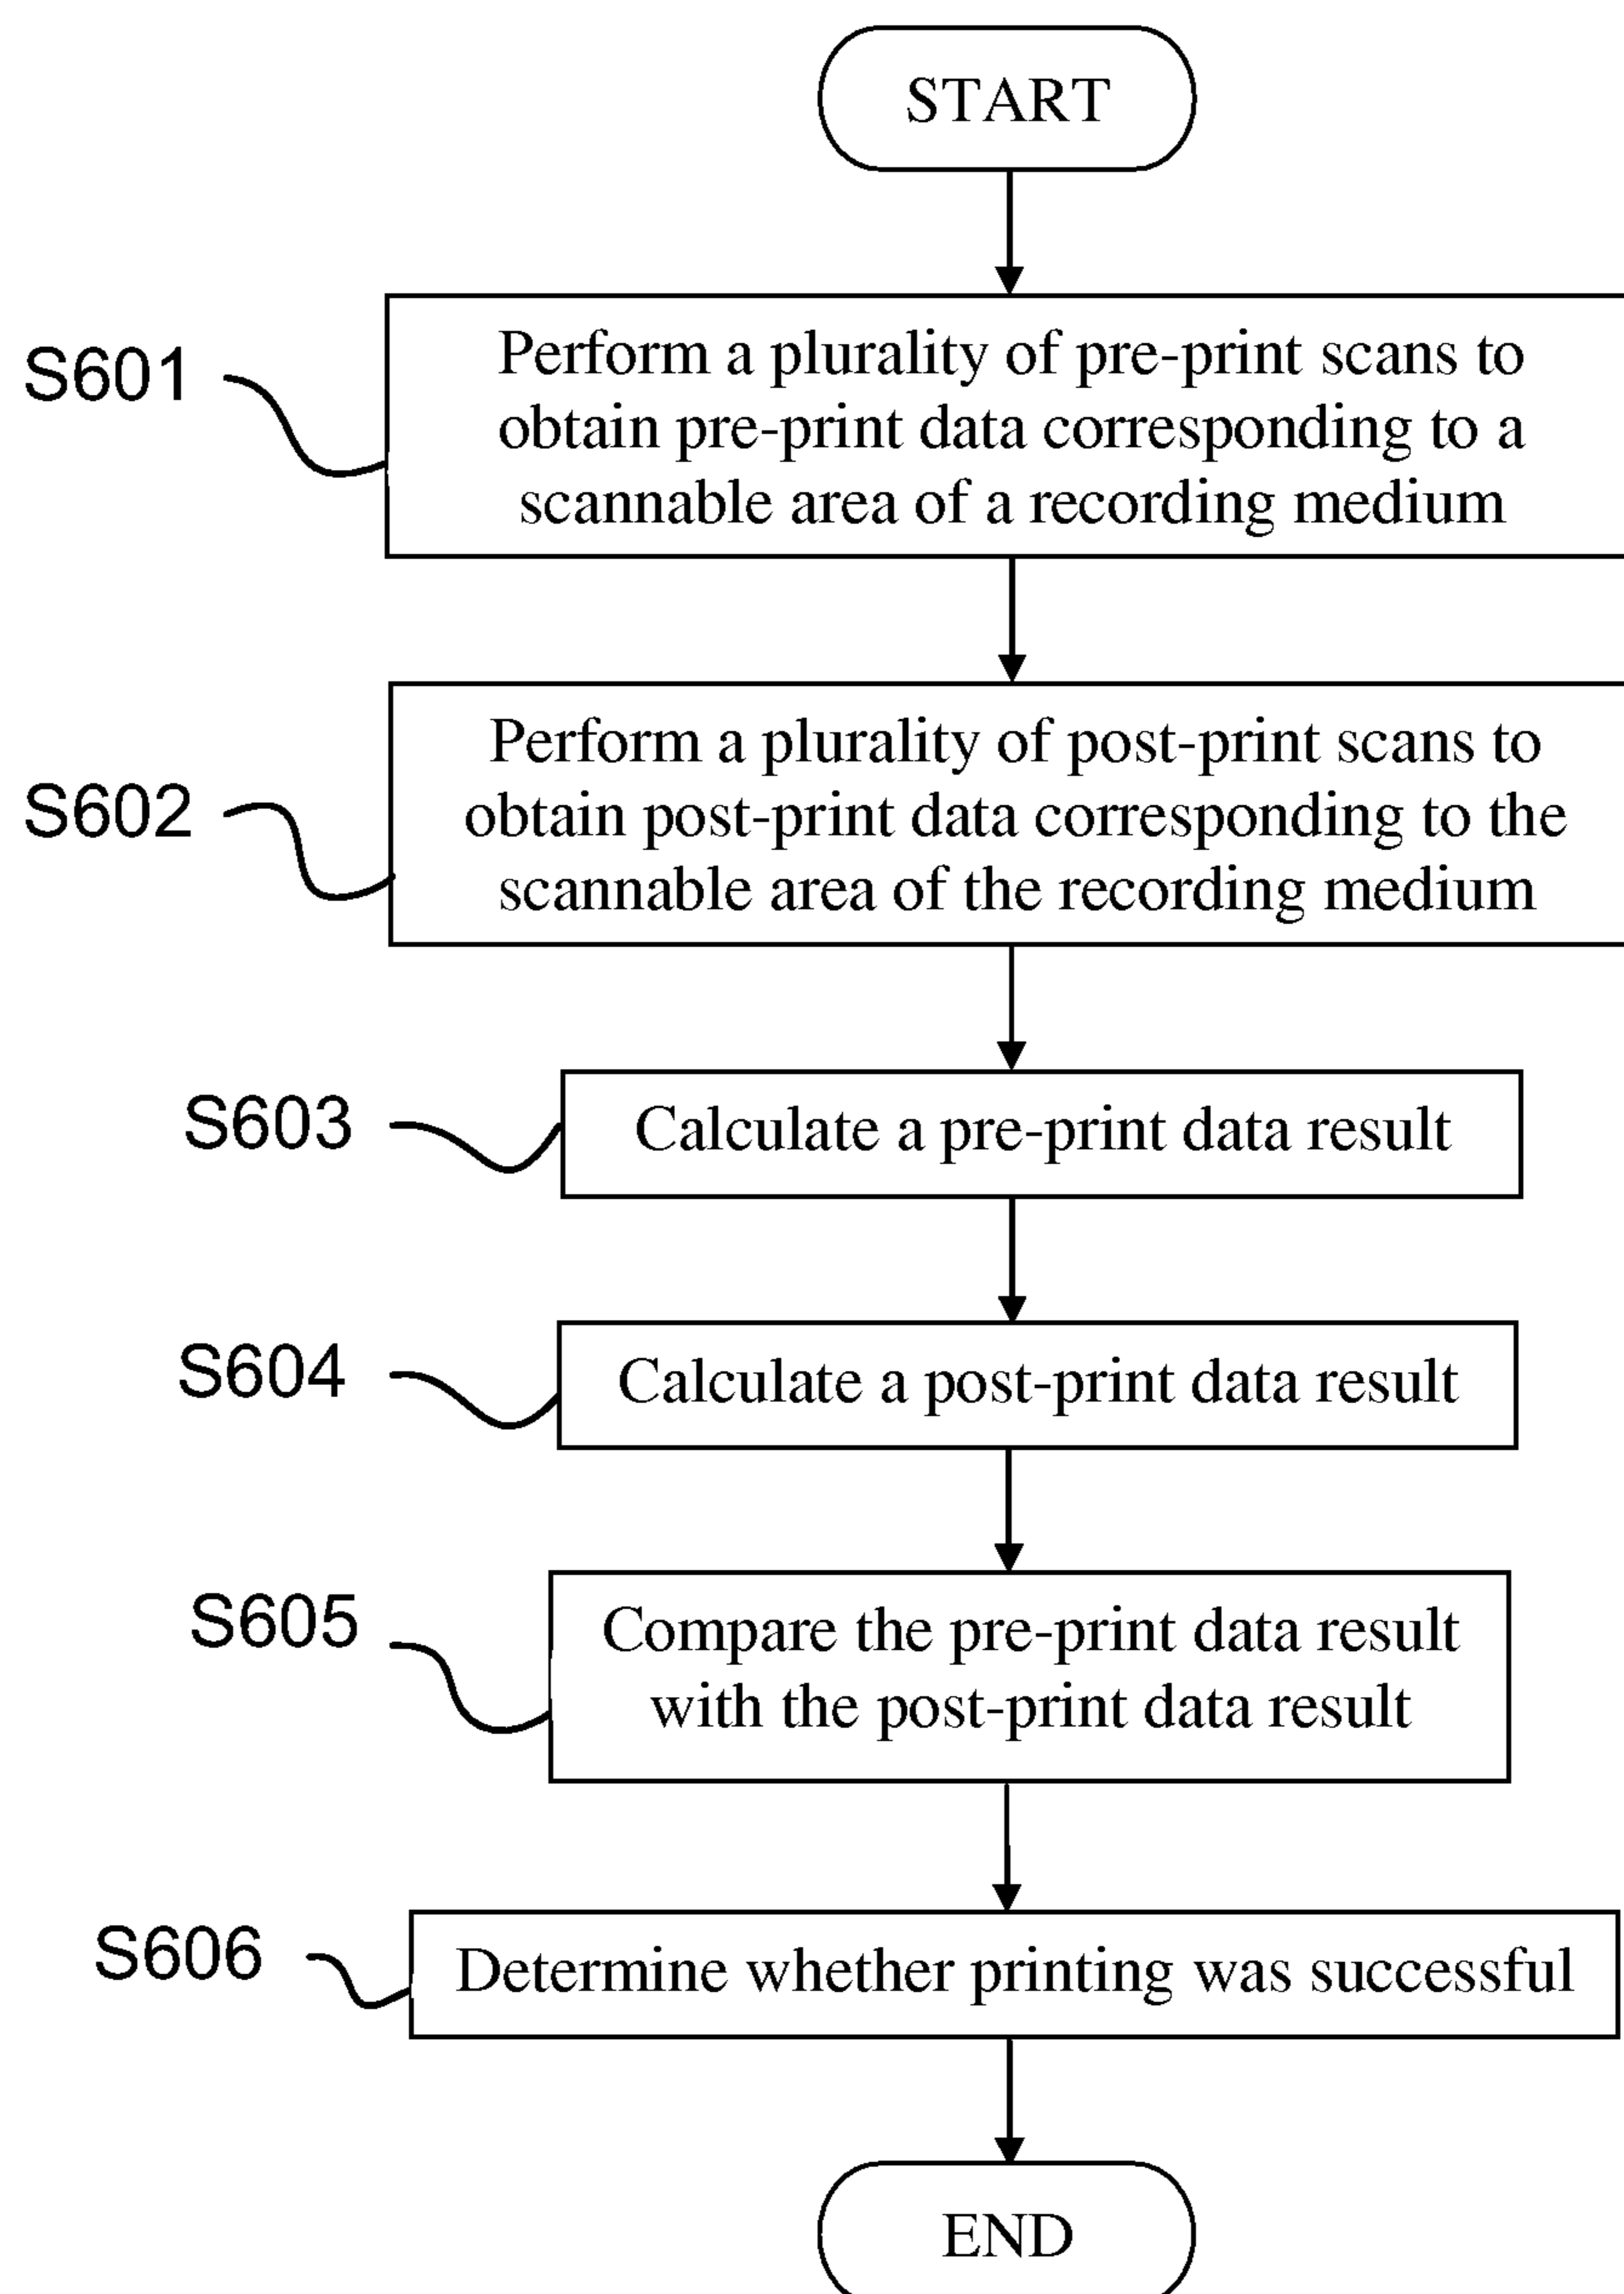 START
S601
Perform a plurality of pre-print scans to
obtain pre-print data corresponding to a
scannable area of a recording medium
S602
Perform a plurality of post-print scans to
obtain post-print data corresponding to the
scannable area of the recording medium
S603
Calculate a pre-print data result
S604
Calculate a post-print data result
S605
Compare the pre-print data result
with the post-print data result
S606
Determine whether printing was successful
END